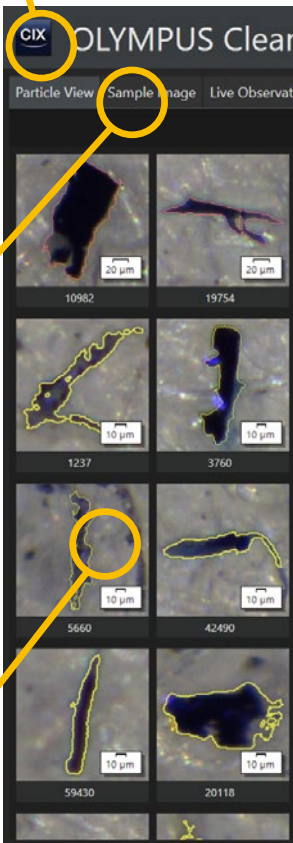 CIX OLYMPUS Clear
Particle View Sample Image Live Observat
20 µm 20 µm
10982 19754
10 µm 10 µm
1237 3760
10 µm 10 µm
5660 42490
10 µm 10 µm
59430 20118